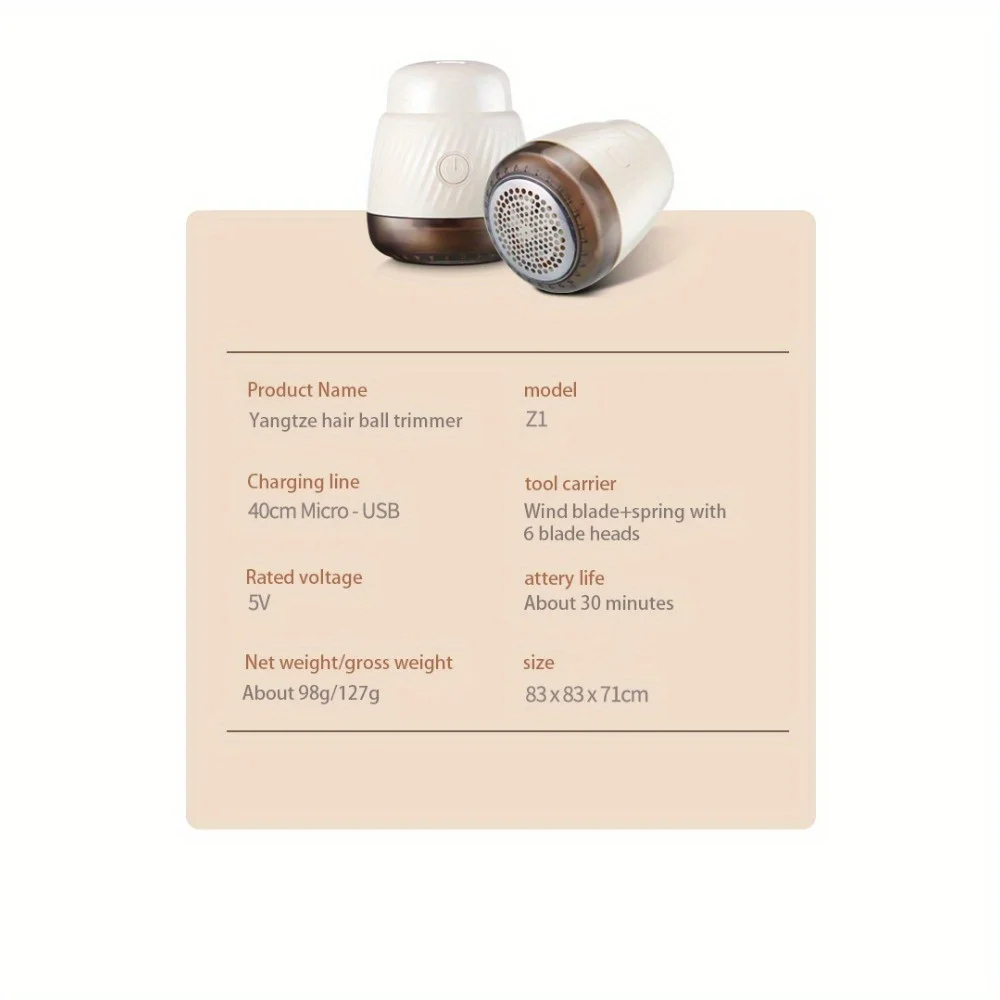 Product Name
model
Yangtze hair ball trimmer
Z1
Charging line
tool carrier
40cm Micro - USB
Wind blade+spring with
6 blade heads
Rated voltage
attery life
5V
About 30 minutes
Net weight/gross weight
size
About 98g/127g
83 x 83 x 71cm